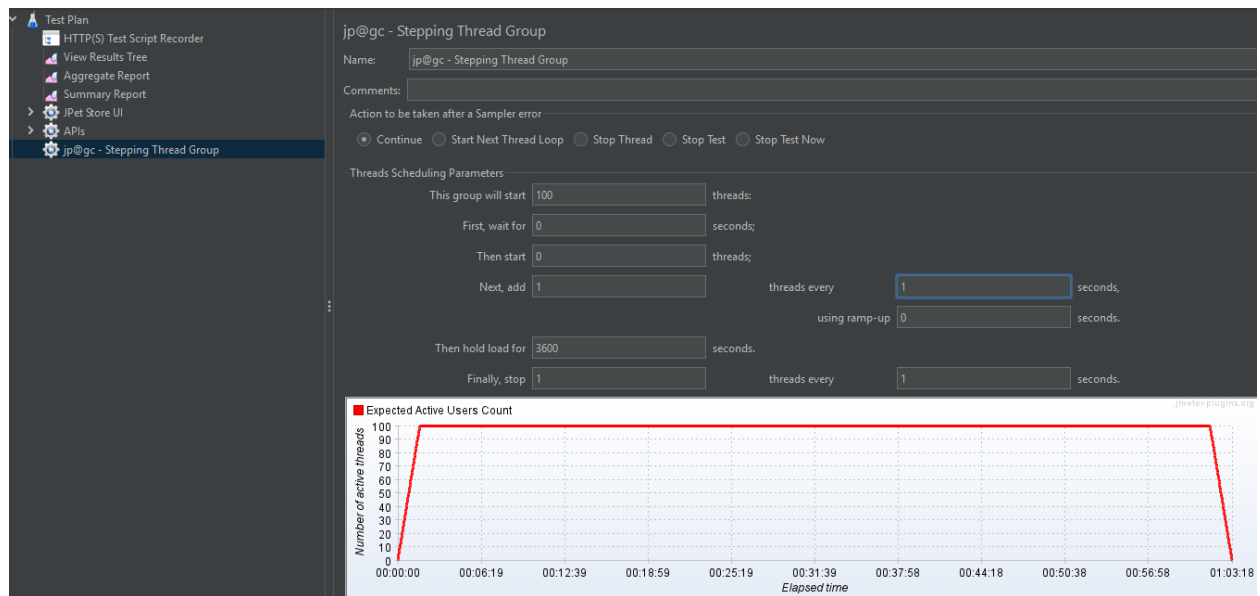 Test Plan
HTTP(S) Test Script Recorder
View Results Tree
Aggregate Report
Summary Report
JPet Store UI
APIs
jp@gc - Stepping Thread Group
jp@gc - Stepping Thread Group
Name: jp@gc - Stepping Thread Group
Comments:
Action to be taken after a Sampler error
Continue Start Next Thread Loop Stop Thread Stop Test Stop Test Now
Threads Scheduling Parameters
This group will start 100 threads:
First, wait for 0 seconds;
Then start 0 threads;
Next, add 1 threads every 1 seconds,
using ramp-up 0 seconds.
Then hold load for 3600 seconds.
Finally, stop 1 threads every 1 seconds.
Expected Active Users Count
jmeter-plugins.org
Number of active threads
100
90
80
70
60
50
40
30
20
10
0
00:00:00 00:06:19 00:12:39 00:18:59 00:25:19 00:31:39 00:37:58 00:44:18 00:50:38 00:56:58 01:03:18
Elapsed time